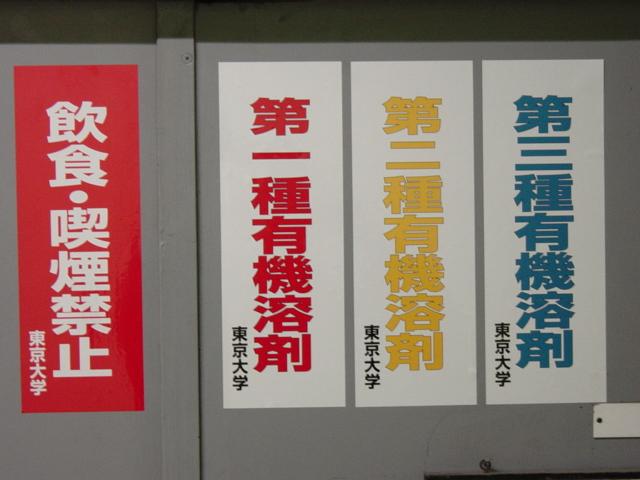 飲食・喫煙禁止
東京大学
第一種有機溶剤
東京大学
第二種有機溶剤
東京大学
第三種有機溶剤
東京大学